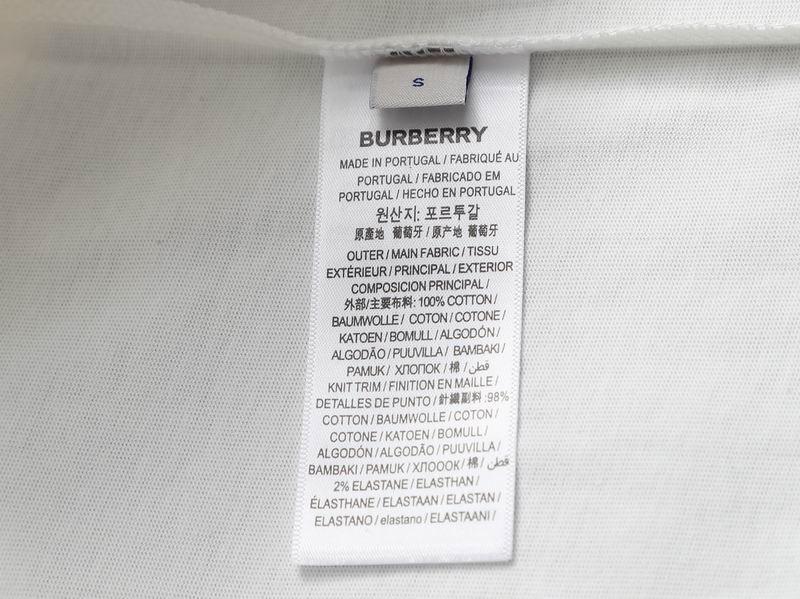 S
BURBERRY
MADE IN PORTUGAL / FABRIQUÉ AU
PORTUGAL / FABRICADO EM
PORTUGAL / HECHO EN PORTUGAL
원산지: 포르투갈
原產地 葡萄牙 / 原产地 葡萄牙
OUTER / MAIN FABRIC / TISSU
EXTÉRIEUR / PRINCIPAL / EXTERIOR
COMPOSICION PRINCIPAL /
外部/主要布料: 100% COTTON /
BAUMWOLLE / COTON / COTONE /
KATOEN / BOMULL / ALGODÓN /
ALGODÃO / PUUVILLA / BAMBAKI /
PAMUK / ХЛОПОК / 棉 / قطن /
KNIT TRIM / FINITION EN MAILLE /
DETALLES DE PUNTO / 針織副料 :98%
COTTON / BAUMWOLLE / COTON /
COTONE / KATOEN / BOMULL /
ALGODÓN / ALGODÃO / PUUVILLA /
BAMBAKI / PAMUK / ХЛОООК / 棉 / قطن /
2% ELASTANE / ELASTHAN /
ÉLASTHANE / ELASTAAN / ELASTAN /
ELASTANO / elastano / ELASTAANI /